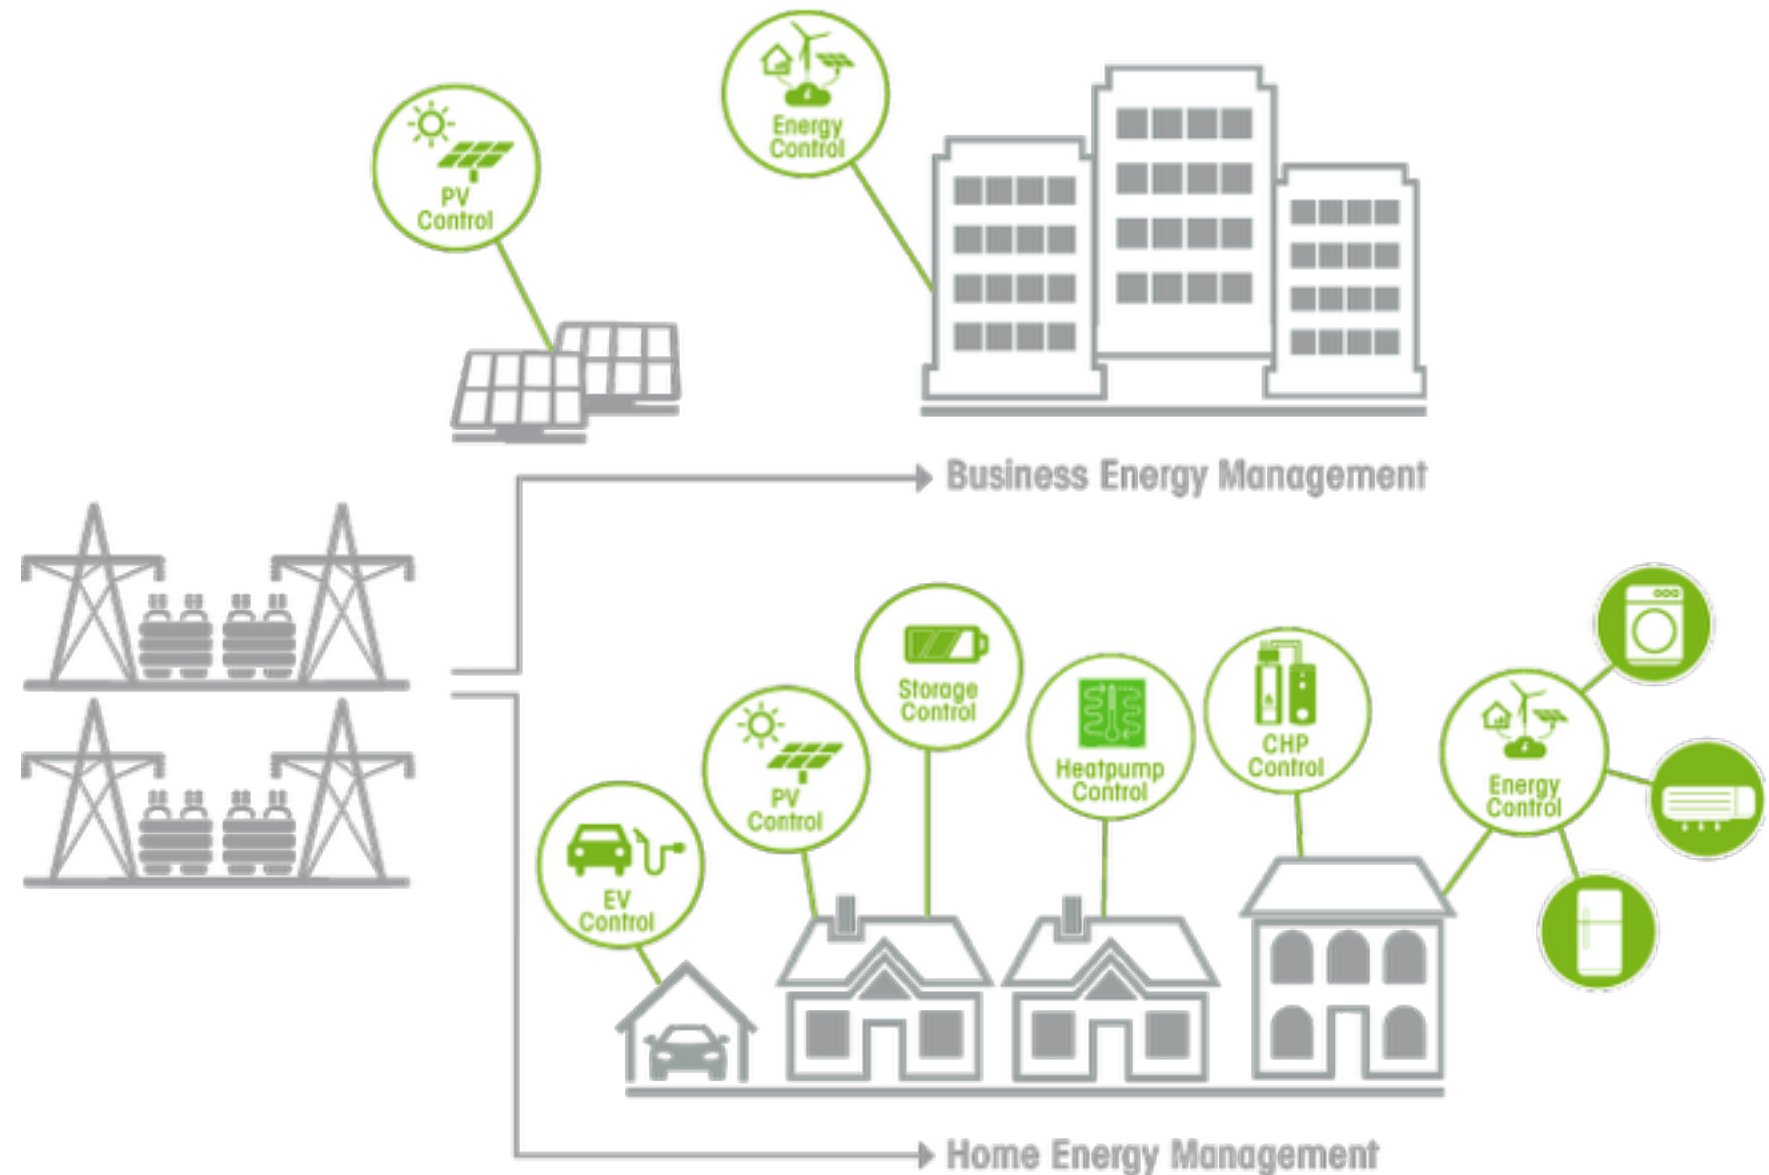 Energy
Control
PV
Control
Business Energy Management
Storage
Control
CHP
Control
Heatpump
Control
Energy
Control
PV
Control
EV
Control
Home Energy Management